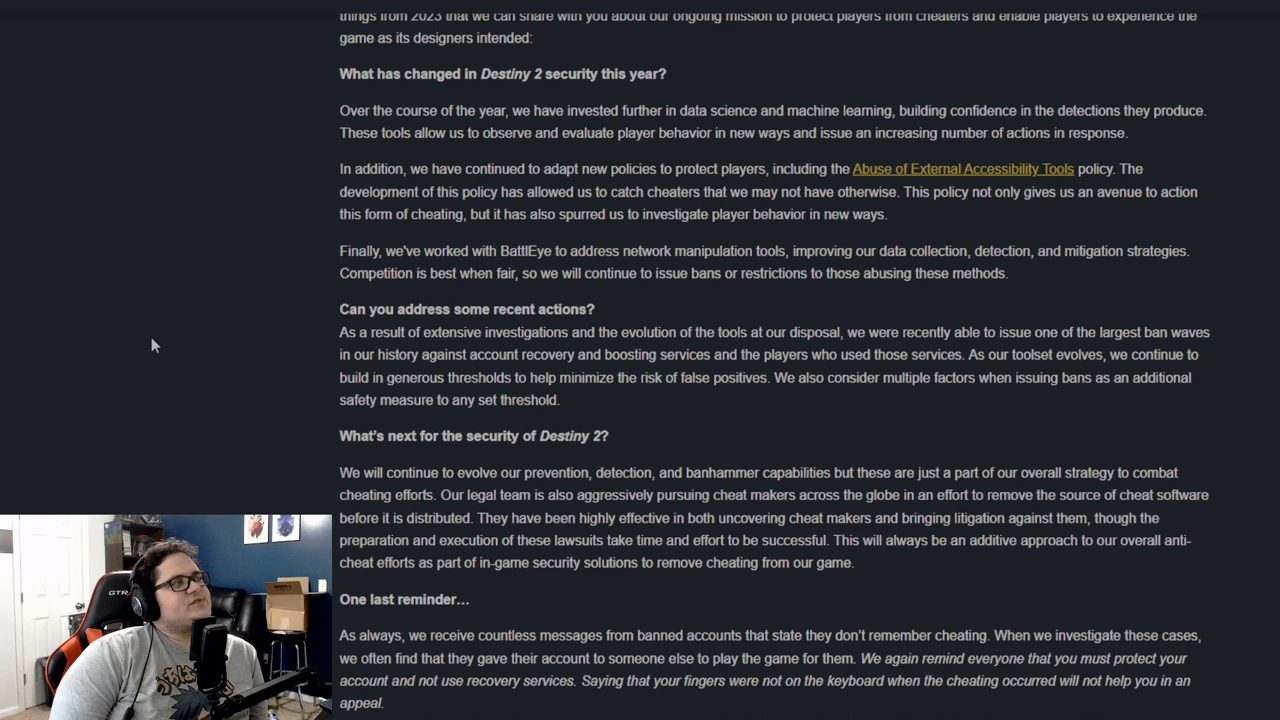 things from 2023 that we can share with you about our ongoing mission to protect players from cheaters and enable players to experience the
game as its designers intended:
What has changed in Destiny 2 security this year?
Over the course of the year, we have invested further in data science and machine learning, building confidence in the detections they produce.
These tools allow us to observe and evaluate player behavior in new ways and issue an increasing number of actions in response.
In addition, we have continued to adapt new policies to protect players, including the Abuse of External Accessibility Tools policy. The
development of this policy has allowed us to catch cheaters that we may not have otherwise. This policy not only gives us an avenue to action
this form of cheating, but it has also spurred us to investigate player behavior in new ways.
Finally, we've worked with BattlEye to address network manipulation tools, improving our data collection, detection, and mitigation strategies.
Competition is best when fair, so we will continue to issue bans or restrictions to those abusing these methods.
Can you address some recent actions?
As a result of extensive investigations and the evolution of the tools at our disposal, we were recently able to issue one of the largest ban waves
in our history against account recovery and boosting services and the players who used those services. As our toolset evolves, we continue to
build in generous thresholds to help minimize the risk of false positives. We also consider multiple factors when issuing bans as an additional
safety measure to any set threshold.
What's next for the security of Destiny 2?
We will continue to evolve our prevention, detection, and banhammer capabilities but these are just a part of our overall strategy to combat
cheating efforts. Our legal team is also aggressively pursuing cheat makers across the globe in an effort to remove the source of cheat software
before it is distributed. They have been highly effective in both uncovering cheat makers and bringing litigation against them, though the
preparation and execution of these lawsuits take time and effort to be successful. This will always be an additive approach to our overall anti-
cheat efforts as part of in-game security solutions to remove cheating from our game.
One last reminder…
As always, we receive countless messages from banned accounts that state they don't remember cheating. When we investigate these cases,
we often find that they gave their account to someone else to play the game for them. We again remind everyone that you must protect your
account and not use recovery services. Saying that your fingers were not on the keyboard when the cheating occurred will not help you in an
appeal.
GTR